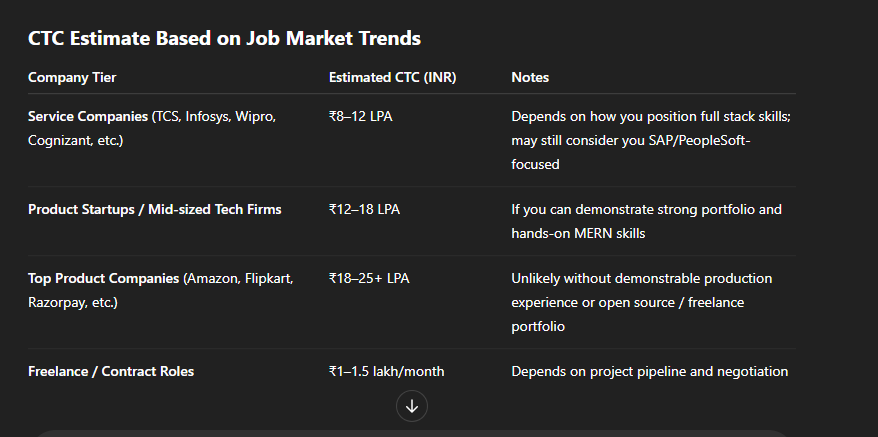 CTC Estimate Based on Job Market Trends
Company Tier
Estimated CTC (INR)
Notes
Service Companies (TCS, Infosys, Wipro,
Cognizant, etc.)
₹8–12 LPA
Depends on how you position full stack skills;
may still consider you SAP/PeopleSoft-
focused
Product Startups / Mid-sized Tech Firms
₹12–18 LPA
If you can demonstrate strong portfolio and
hands-on MERN skills
Top Product Companies (Amazon, Flipkart,
Razorpay, etc.)
₹18–25+ LPA
Unlikely without demonstrable production
experience or open source / freelance
portfolio
Freelance / Contract Roles
₹1–1.5 lakh/month
Depends on project pipeline and negotiation